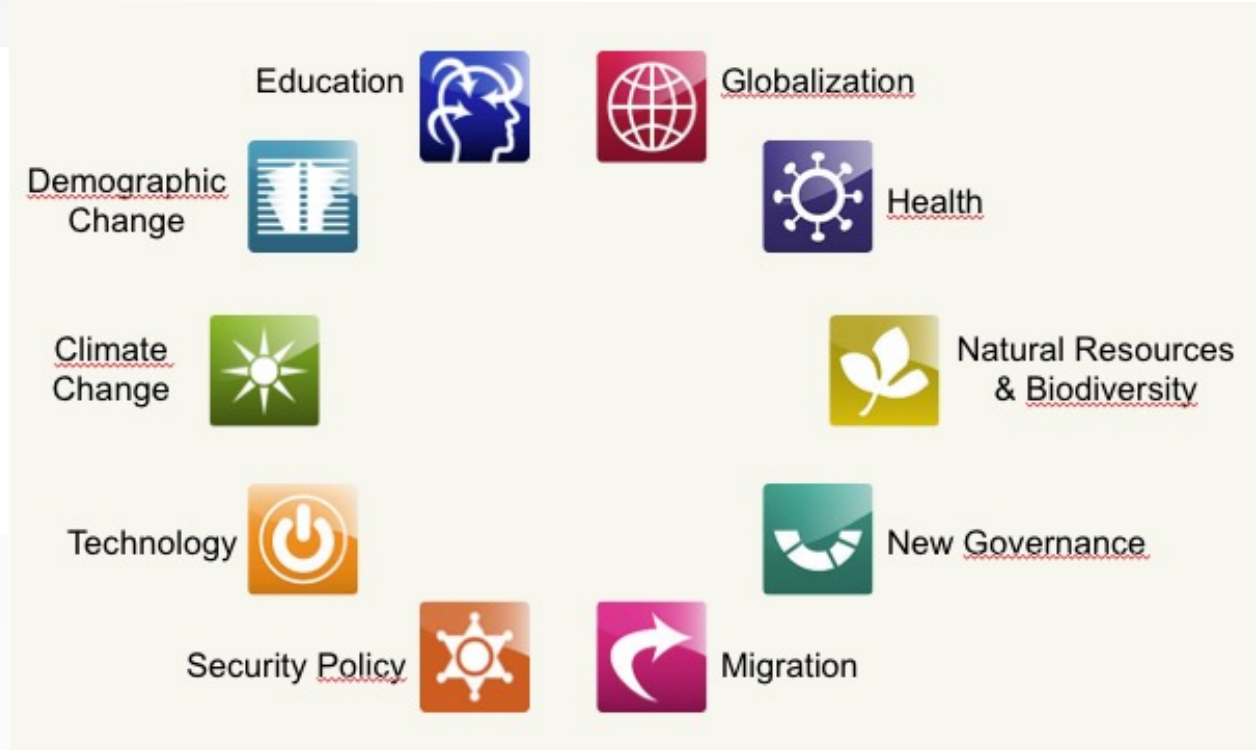 Education
Globalization
Demographic
Change
Health
Climate
Change
Natural Resources
& Biodiversity
Technology
New Governance
Security Policy
Migration